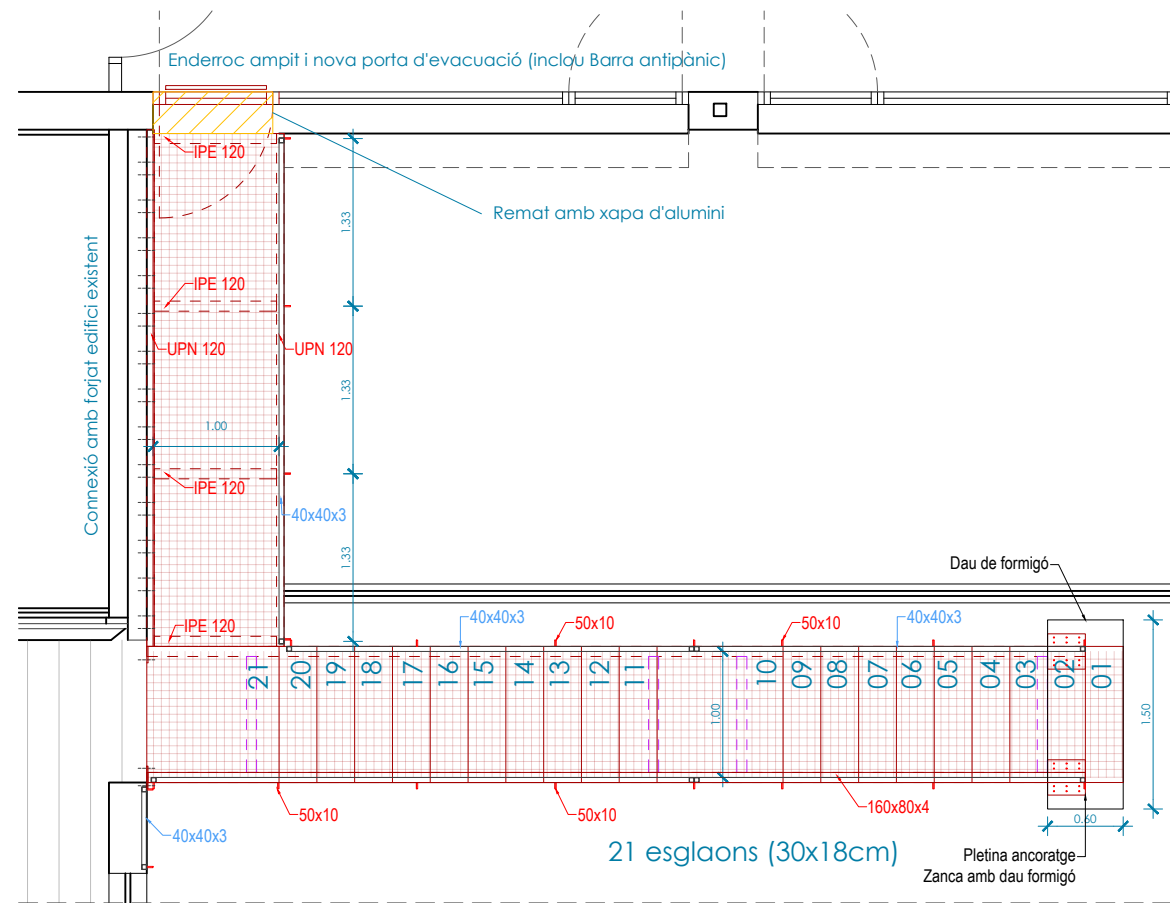 Enderroc ampit i nova porta d'evacuació (inclou Barra antipànic)
IPE 120
Remat amb xapa d'alumini
1.33
Connexió amb forjat edifici existent
IPE 120
UPN 120
UPN 120
1.33
1.00
IPE 120
40x40x3
1.33
Dau de formigó
IPE 120
40x40x3
50x10
50x10
40x40x3
21
20
19
18
17
16
15
14
13
12
11
10
09
08
07
06
05
04
03
02
01
1.00
1.50
50x10
50x10
160x80x4
0.60
40x40x3
21 esglaons (30x18cm)
Pletina ancoratge
Zanca amb dau formigó